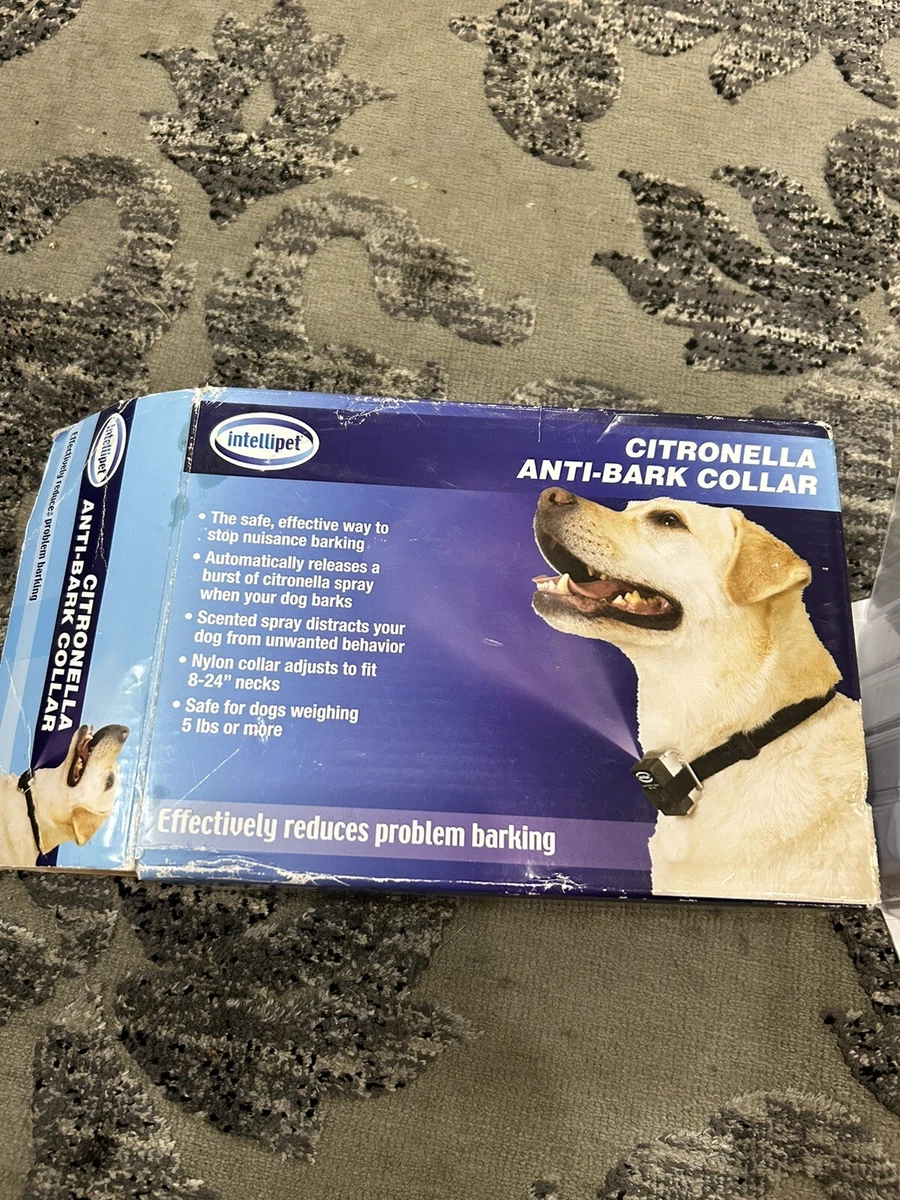 intellipet
CITRONELLA
ANTI-BARK COLLAR
• The safe, effective way to
stop nuisance barking
• Automatically releases a
burst of citronella spray
when your dog barks
• Scented spray distracts your
dog from unwanted behavior
• Nylon collar adjusts to fit
8-24” necks
• Safe for dogs weighing
5 lbs or more
Effectively reduces problem barking
intellipet
CITRONELLA
ANTI-BARK COLLAR
Effectively reduces problem barking